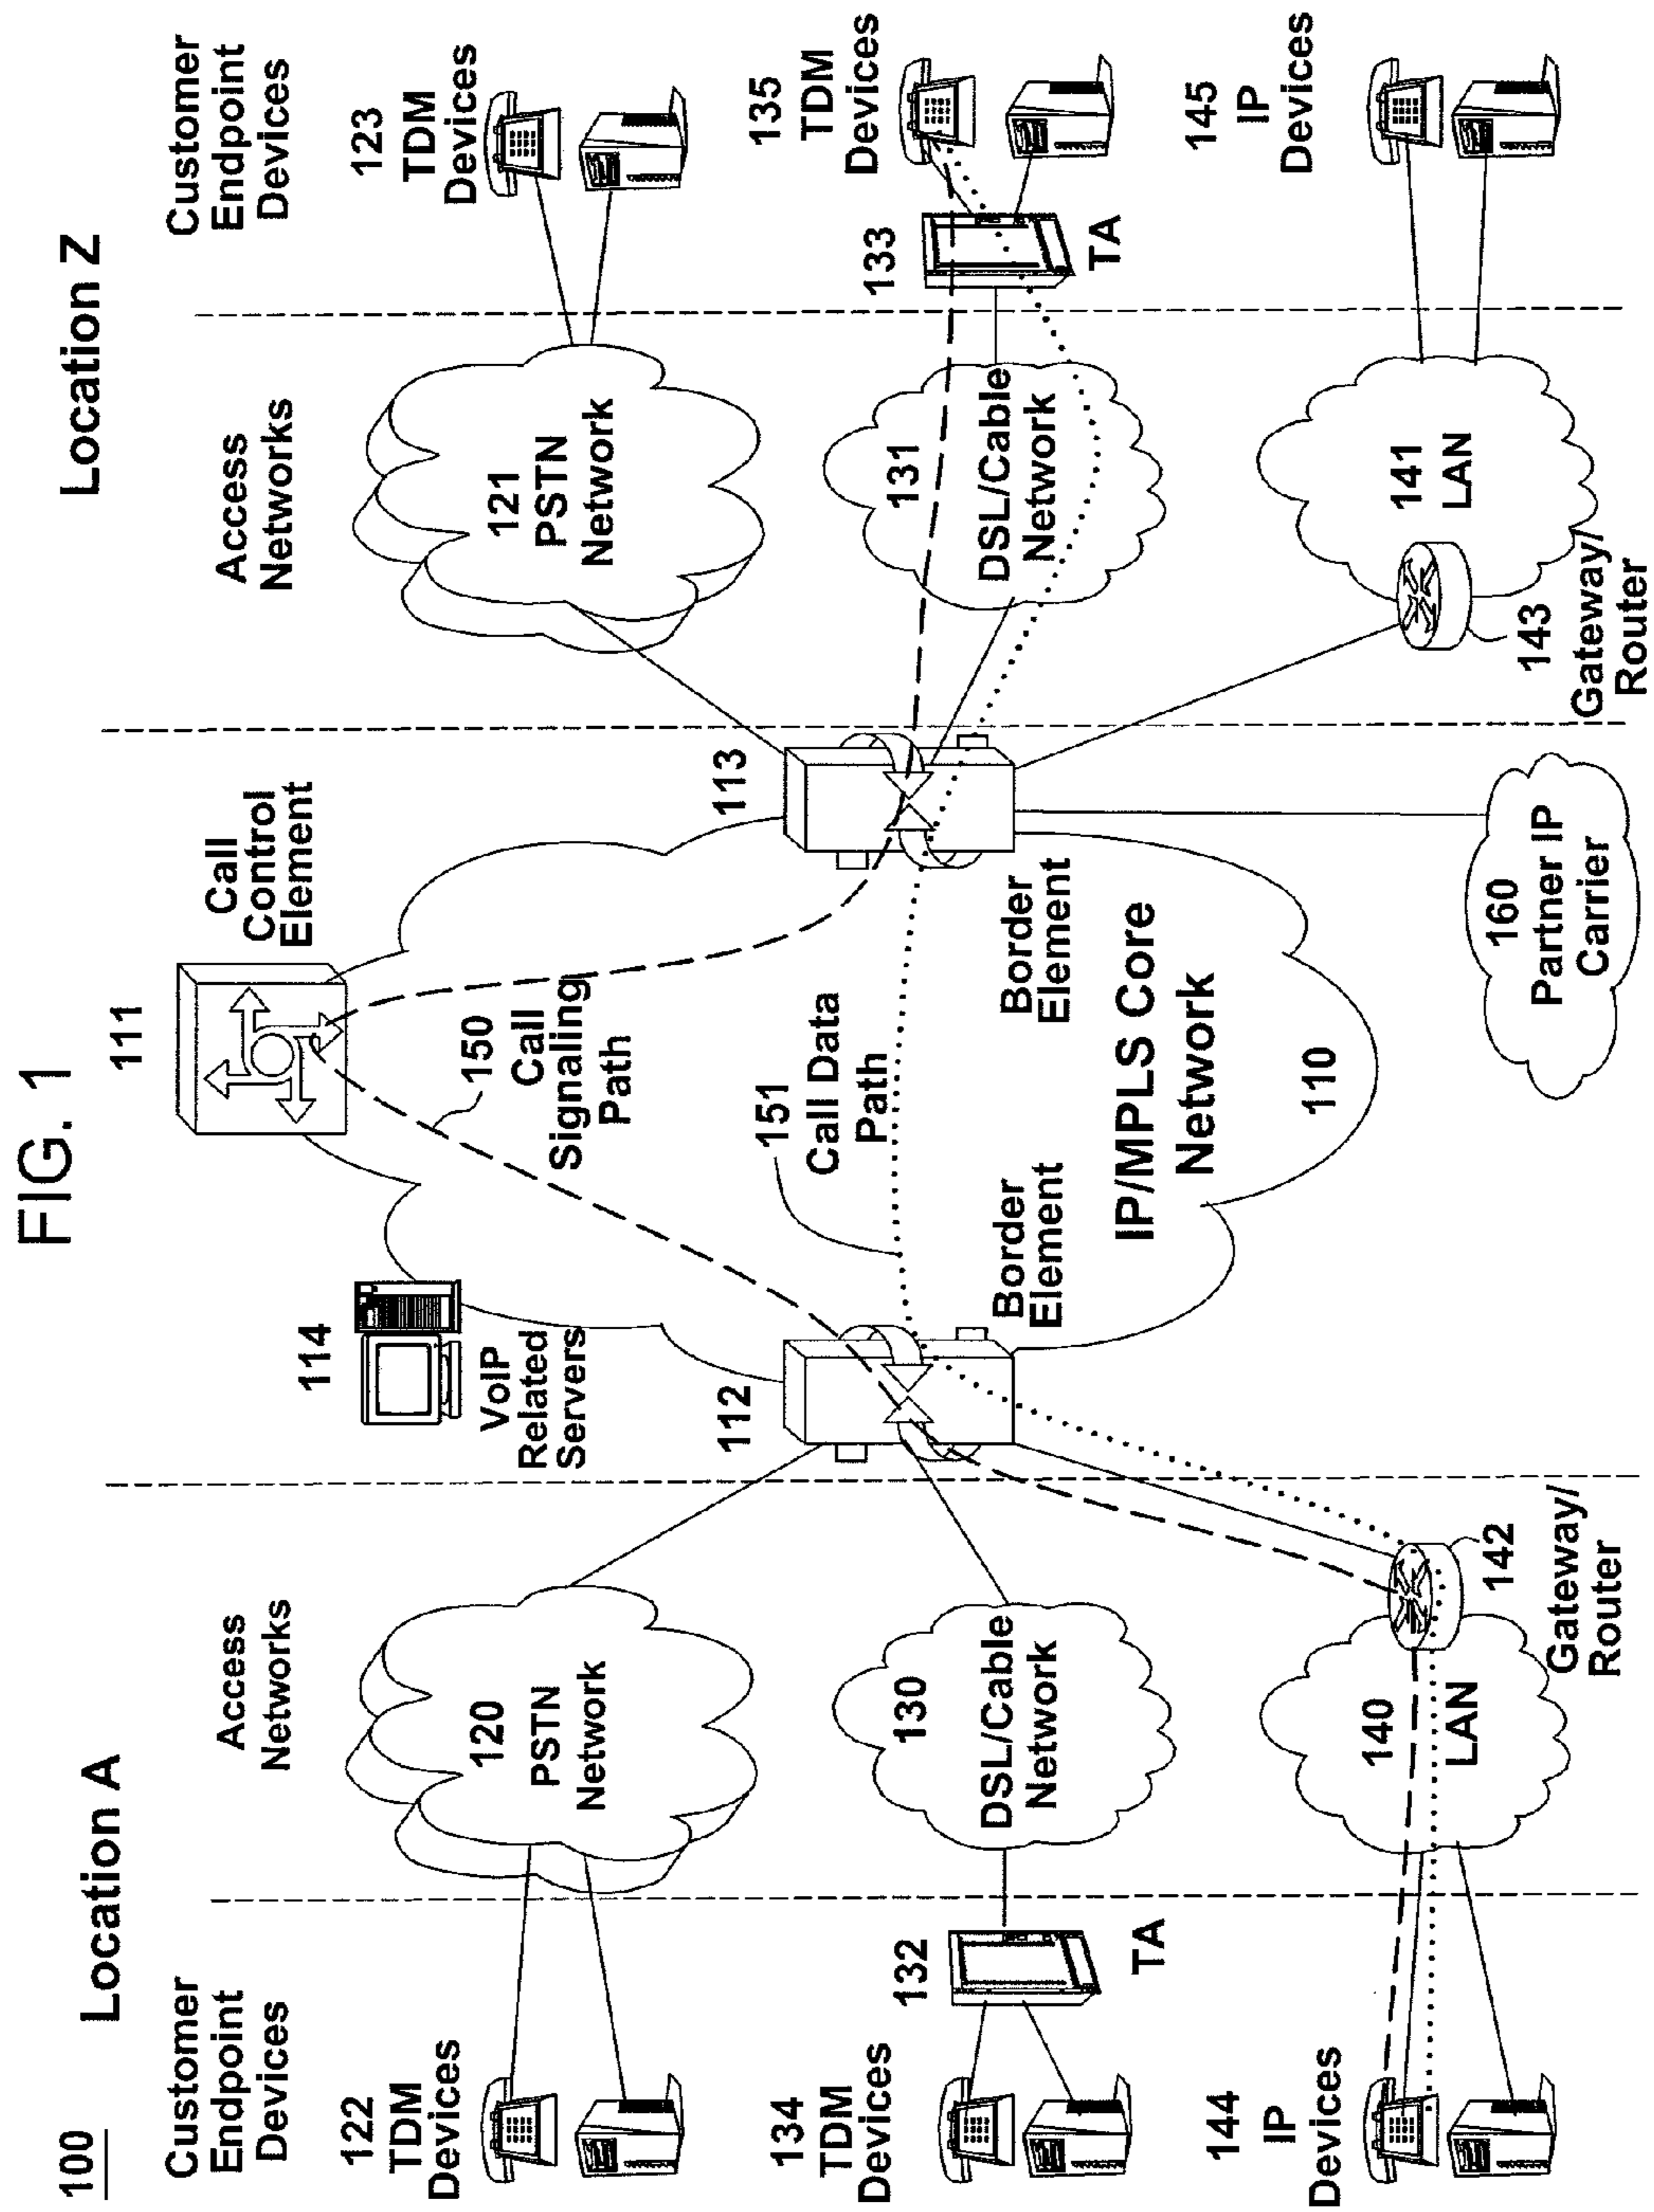 FIG. 1
100
Location A
Location Z
Customer
Endpoint
Devices
Access
Networks
111
Call
Control
Element
Access
Networks
Customer
Endpoint
Devices
122
TDM
Devices
120
PSTN
Network
114
VoIP
Related
Servers
150
Call
Signaling
Path
121
PSTN
Network
123
TDM
Devices
134
TDM
Devices
132
TA
130
DSL/Cable
Network
112
Border
Element
151
Call Data
Path
113
Border
Element
131
DSL/Cable
Network
133
TA
135
TDM
Devices
IP/MPLS Core
Network
110
144
IP
Devices
140
LAN
142
Gateway/
Router
160
Partner IP
Carrier
143
Gateway/
Router
141
LAN
145
IP
Devices